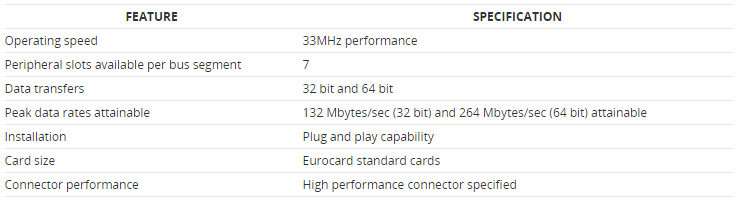 FEATURE SPECIFICATION
Operating speed 33MHz performance
Peripheral slots available per bus segment 7
Data transfers 32 bit and 64 bit
Peak data rates attainable 132 Mbytes/sec (32 bit) and 264 Mbytes/sec (64 bit) attainable
Installation Plug and play capability
Card size Eurocard standard cards
Connector performance High performance connector specified